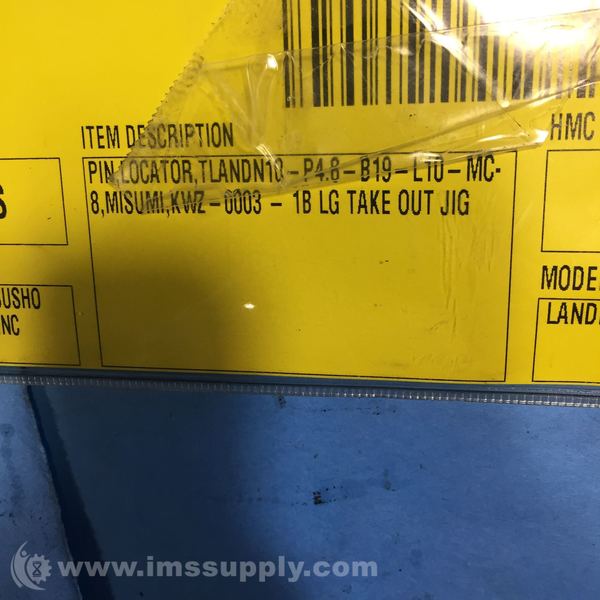 ITEM DESCRIPTION
HMC
PIN LOCATOR,TLANDN10-P4.8-B19-L10-MC-
8,MISUMI,KWZ-0003 - 1B LG TAKE OUT JIG
S
MODE
BUSHO
NC
LAND
www.imssupply.com